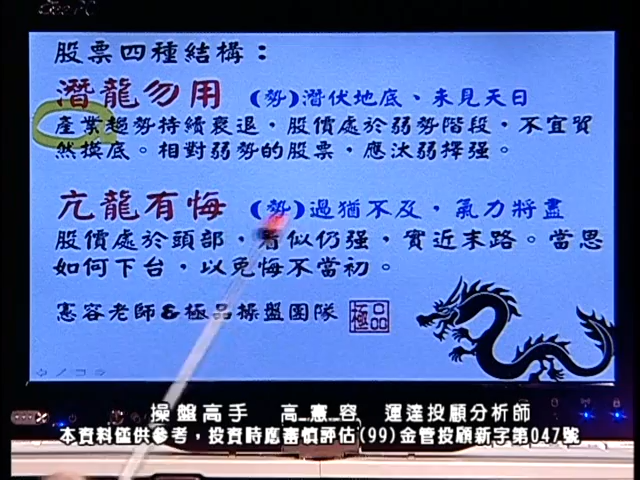 股票四種結構：
潛龍勿用 (勢)潛伏地底、未見天日
產業趨勢持續衰退，股價處於弱勢階段，不宜貿
然摸底。相對弱勢的股票，應汰弱擇強。
亢龍有悔 (勢)過猶不及，氣力將盡
股價處於頭部，看似仍強，實近末路。當思
如何下台，以免悔不當初。
憲容老師&極品操盤團隊 極品
操盤高手 高憲容 運達投顧分析師
本資料僅供參考，投資時應審慎評估(99)金管投顧新字第047號